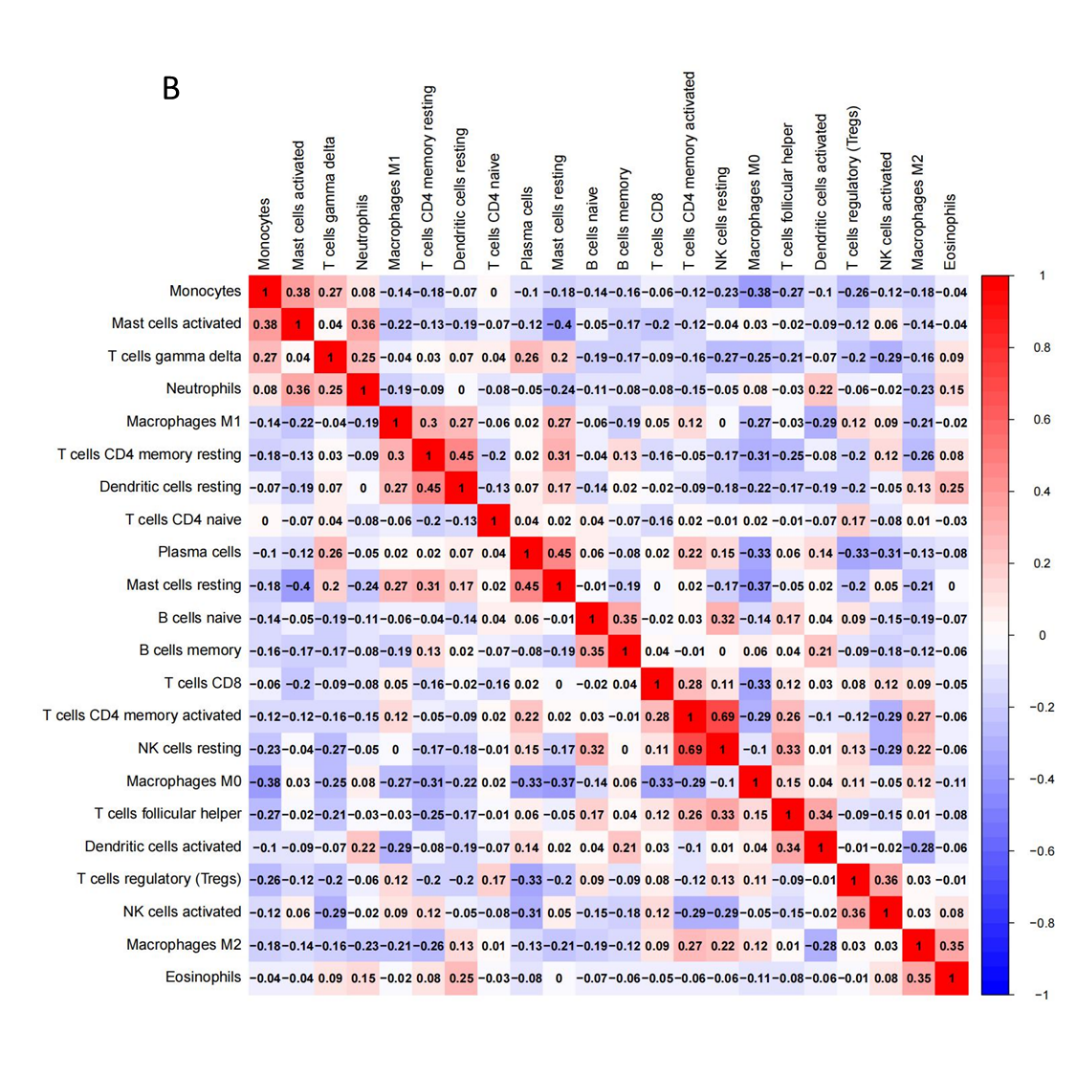 B
Monocytes
Mast cells activated
T cells gamma delta
Neutrophils
Macrophages M1
T cells CD4 memory resting
Dendritic cells resting
T cells CD4 naive
Plasma cells
Mast cells resting
B cells naive
B cells memory
T cells CD8
T cells CD4 memory activated
NK cells resting
Macrophages M0
T cells follicular helper
Dendritic cells activated
T cells regulatory (Tregs)
NK cells activated
Macrophages M2
Eosinophils
Monocytes 1 0.38 0.27 0.08 −0.14 −0.18 −0.07 0 −0.1 −0.18 −0.14 −0.16 −0.06 −0.12 −0.23 −0.38 −0.27 −0.1 −0.26 −0.12 −0.18 −0.04
Mast cells activated 0.38 1 0.04 0.36 −0.22 −0.13 −0.19 −0.07 −0.12 −0.4 −0.05 −0.17 −0.2 −0.12 −0.04 0.03 −0.02 −0.09 −0.12 0.06 −0.14 −0.04
T cells gamma delta 0.27 0.04 1 0.25 −0.04 0.03 0.07 0.04 0.26 0.2 −0.19 −0.17 −0.09 −0.16 −0.27 −0.25 −0.21 −0.07 −0.2 −0.29 −0.16 0.09
Neutrophils 0.08 0.36 0.25 1 −0.19 −0.09 0 −0.08 −0.05 −0.24 −0.11 −0.08 −0.08 −0.15 −0.05 0.08 −0.03 0.22 −0.06 −0.02 −0.23 0.15
Macrophages M1 −0.14 −0.22 −0.04 −0.19 1 0.3 0.27 −0.06 0.02 0.27 −0.06 −0.19 0.05 0.12 0 −0.27 −0.03 −0.29 0.12 0.09 −0.21 −0.02
T cells CD4 memory resting −0.18 −0.13 0.03 −0.09 0.3 1 0.45 −0.2 0.02 0.31 −0.04 0.13 −0.16 −0.05 −0.17 −0.31 −0.25 −0.08 −0.2 0.12 −0.26 0.08
Dendritic cells resting −0.07 −0.19 0.07 0 0.27 0.45 1 −0.13 0.07 0.17 −0.14 0.02 −0.02 −0.09 −0.18 −0.22 −0.17 −0.19 −0.2 −0.05 0.13 0.25
T cells CD4 naive 0 −0.07 0.04 −0.08 −0.06 −0.2 −0.13 1 0.04 0.02 0.04 −0.07 −0.16 0.02 −0.01 0.02 −0.01 −0.07 0.17 −0.08 0.01 −0.03
Plasma cells −0.1 −0.12 0.26 −0.05 0.02 0.02 0.07 0.04 1 0.45 0.06 −0.08 0.02 0.22 0.15 −0.33 0.06 0.14 −0.33 −0.31 −0.13 −0.08
Mast cells resting −0.18 −0.4 0.2 −0.24 0.27 0.31 0.17 0.02 0.45 1 −0.01 −0.19 0 0.02 −0.17 −0.37 −0.05 0.02 −0.2 0.05 −0.21 0
B cells naive −0.14 −0.05 −0.19 −0.11 −0.06 −0.04 −0.14 0.04 0.06 −0.01 1 0.35 −0.02 0.03 0.32 −0.14 0.17 0.04 0.09 −0.15 −0.19 −0.07
B cells memory −0.16 −0.17 −0.17 −0.08 −0.19 0.13 0.02 −0.07 −0.08 −0.19 0.35 1 0.04 −0.01 0 0.06 0.04 0.21 −0.09 −0.18 −0.12 −0.06
T cells CD8 −0.06 −0.2 −0.09 −0.08 0.05 −0.16 −0.02 −0.16 0.02 0 −0.02 0.04 1 0.28 0.11 −0.33 0.12 0.03 0.08 0.12 0.09 −0.05
T cells CD4 memory activated −0.12 −0.12 −0.16 −0.15 0.12 −0.05 −0.09 0.02 0.22 0.02 0.03 −0.01 0.28 1 0.69 −0.29 0.26 −0.1 −0.12 −0.29 0.27 −0.06
NK cells resting −0.23 −0.04 −0.27 −0.05 0 −0.17 −0.18 −0.01 0.15 −0.17 0.32 0 0.11 0.69 1 −0.1 0.33 0.01 0.13 −0.29 0.22 −0.06
Macrophages M0 −0.38 0.03 −0.25 0.08 −0.27 −0.31 −0.22 0.02 −0.33 −0.37 −0.14 0.06 −0.33 −0.29 −0.1 1 0.15 0.04 0.11 −0.05 0.12 −0.11
T cells follicular helper −0.27 −0.02 −0.21 −0.03 −0.03 −0.25 −0.17 −0.01 0.06 −0.05 0.17 0.04 0.12 0.26 0.33 0.15 1 0.34 −0.09 −0.15 0.01 −0.08
Dendritic cells activated −0.1 −0.09 −0.07 0.22 −0.29 −0.08 −0.19 −0.07 0.14 0.02 0.04 0.21 0.03 −0.1 0.01 0.04 0.34 1 −0.01 −0.02 −0.28 −0.06
T cells regulatory (Tregs) −0.26 −0.12 −0.2 −0.06 0.12 −0.2 −0.2 0.17 −0.33 −0.2 0.09 −0.09 0.08 −0.12 0.13 0.11 −0.09 −0.01 1 0.36 0.03 −0.01
NK cells activated −0.12 0.06 −0.29 −0.02 0.09 0.12 −0.05 −0.08 −0.31 0.05 −0.15 −0.18 0.12 −0.29 −0.29 −0.05 −0.15 −0.02 0.36 1 0.03 0.08
Macrophages M2 −0.18 −0.14 −0.16 −0.23 −0.21 −0.26 0.13 0.01 −0.13 −0.21 −0.19 −0.12 0.09 0.27 0.22 0.12 0.01 −0.28 0.03 0.03 1 0.35
Eosinophils −0.04 −0.04 0.09 0.15 −0.02 0.08 0.25 −0.03 −0.08 0 −0.07 −0.06 −0.05 −0.06 −0.06 −0.11 −0.08 −0.06 −0.01 0.08 0.35 1
1
0.8
0.6
0.4
0.2
0
−0.2
−0.4
−0.6
−0.8
−1